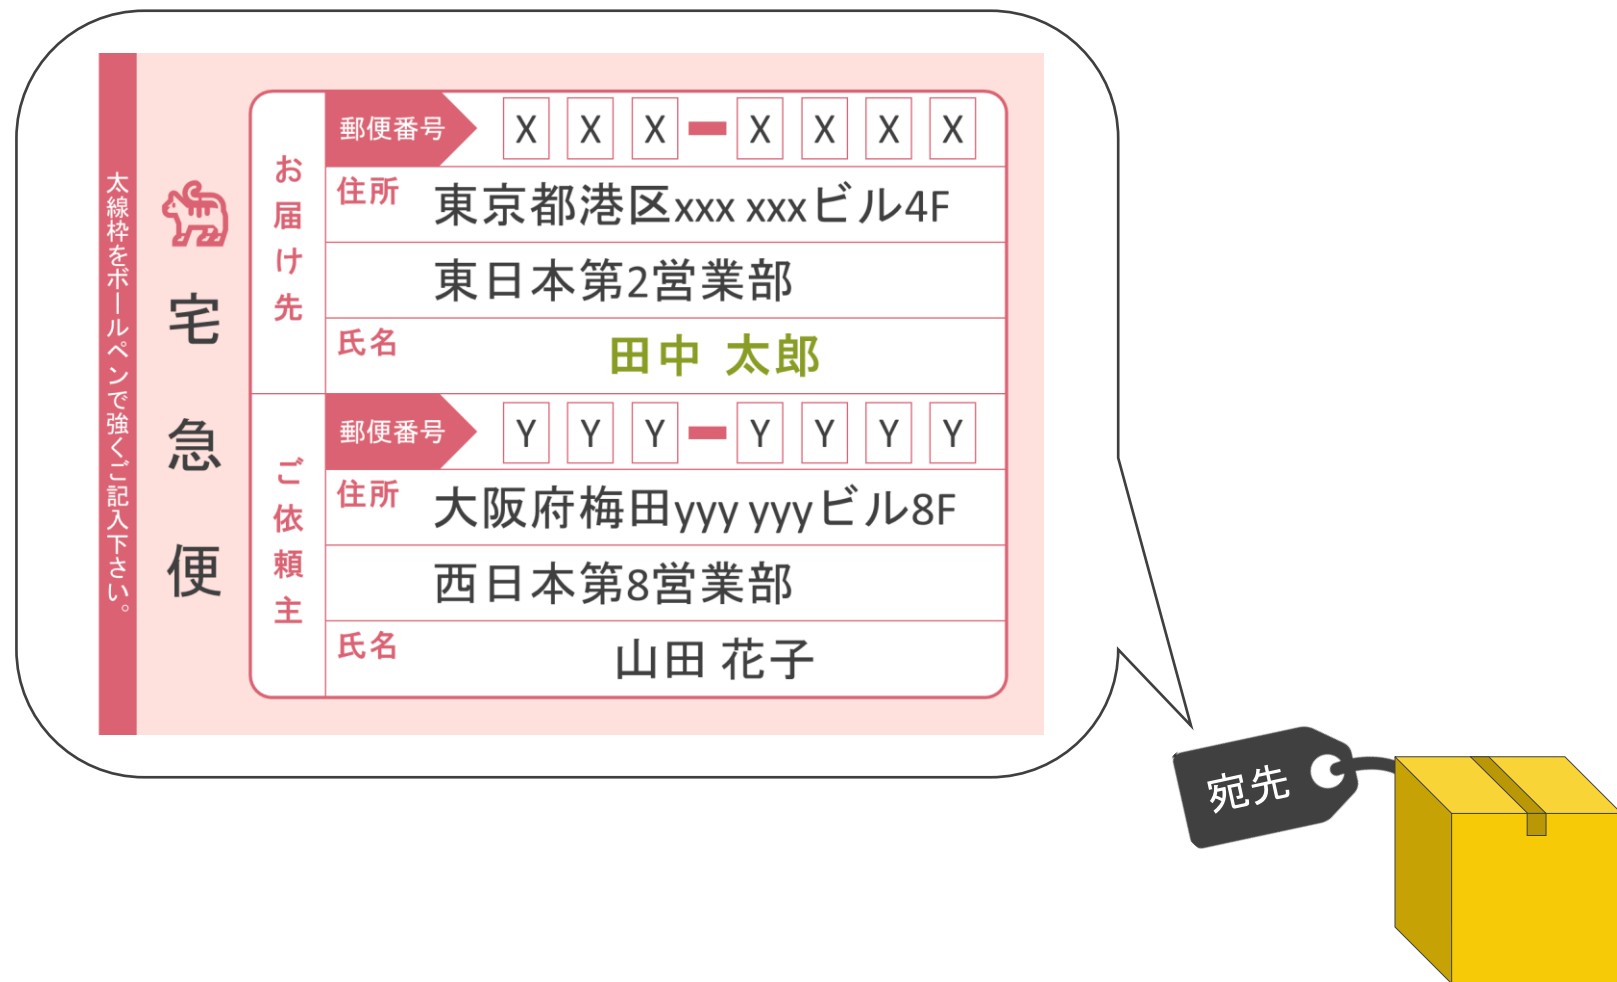 太線枠をボールペンで強くご記入下さい。
宅急便
お届け先
郵便番号 X X X ー X X X X
住所 東京都港区xxx xxxビル4F
東日本第2営業部
氏名 田中 太郎
ご依頼主
郵便番号 Y Y Y ー Y Y Y Y
住所 大阪府梅田yyy yyyビル8F
西日本第8営業部
氏名 山田 花子
宛先